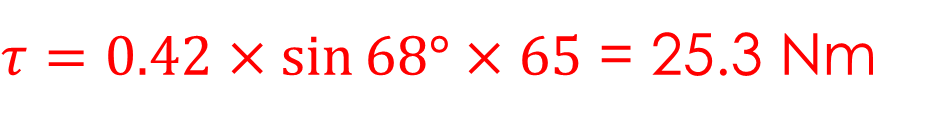 τ = 0.42 × sin 68° × 65 = 25.3 Nm